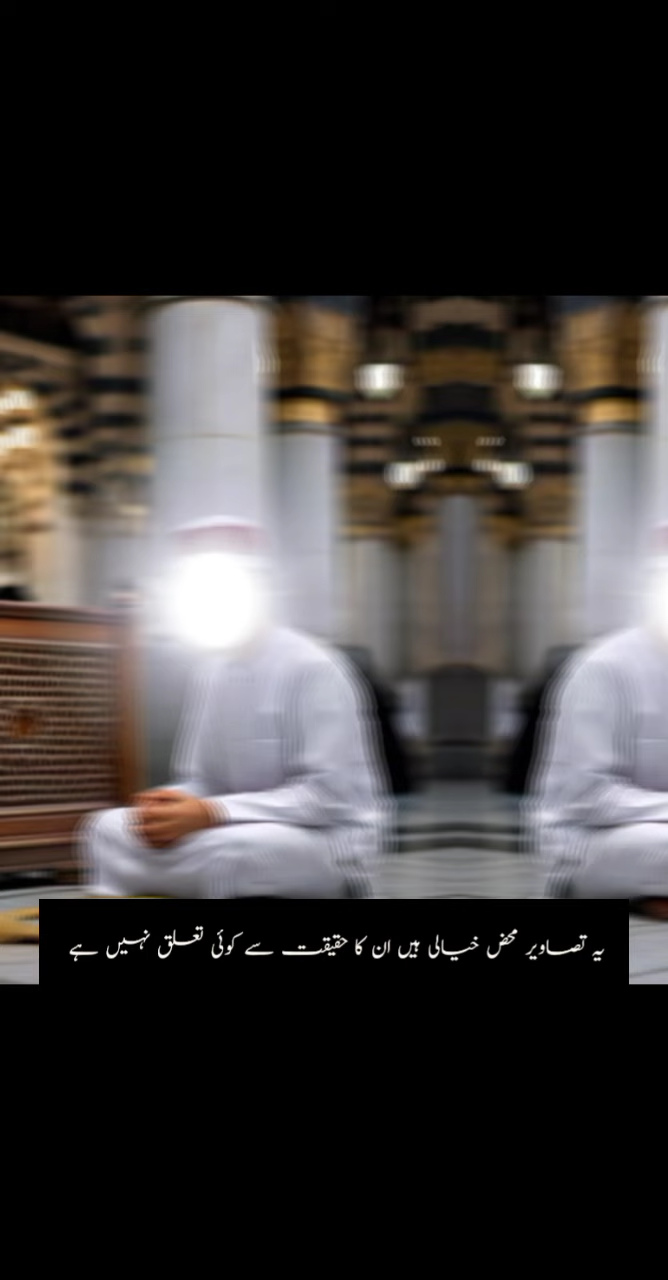 یہ تصاویر محض خیالی ہیں ان کا حقیقت سے کوئی تعلق نہیں ہے